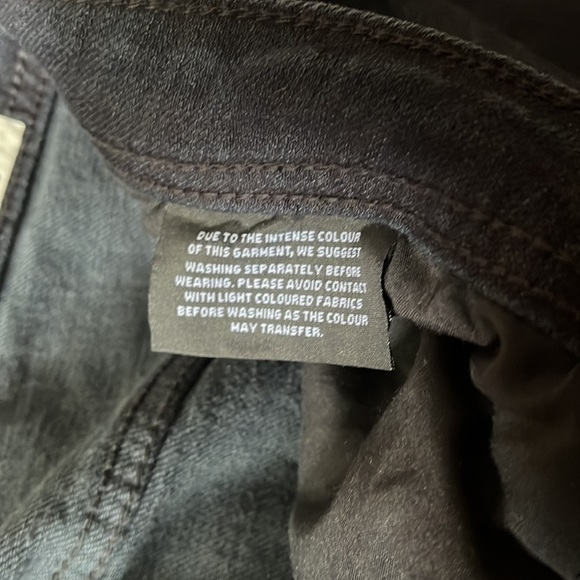 DUE TO THE INTENSE COLOUR
OF THIS GARMENT, WE SUGGEST
WASHING SEPARATELY BEFORE
WEARING. PLEASE AVOID CONTACT
WITH LIGHT COLOURED FABRICS
BEFORE WASHING AS THE COLOUR
MAY TRANSFER.